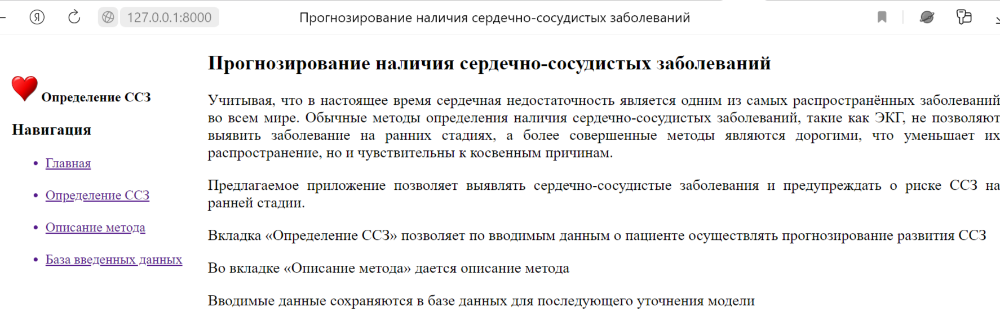 127.0.0.1:8000
Прогнозирование наличия сердечно-сосудистых заболеваний
Определение ССЗ
Навигация
Главная
Определение ССЗ
Описание метода
База введенных данных
Прогнозирование наличия сердечно-сосудистых заболеваний
Учитывая, что в настоящее время сердечная недостаточность является одним из самых распространённых заболеваний
во всем мире. Обычные методы определения наличия сердечно-сосудистых заболеваний, такие как ЭКГ, не позволяют
выявить заболевание на ранних стадиях, а более совершенные методы являются дорогими, что уменьшает их
распространение, но и чувствительны к косвенным причинам.
Предлагаемое приложение позволяет выявлять сердечно-сосудистые заболевания и предупреждать о риске ССЗ на
ранней стадии.
Вкладка «Определение ССЗ» позволяет по вводимым данным о пациенте осуществлять прогнозирование развития ССЗ
Во вкладке «Описание метода» дается описание метода
Вводимые данные сохраняются в базе данных для последующего уточнения модели